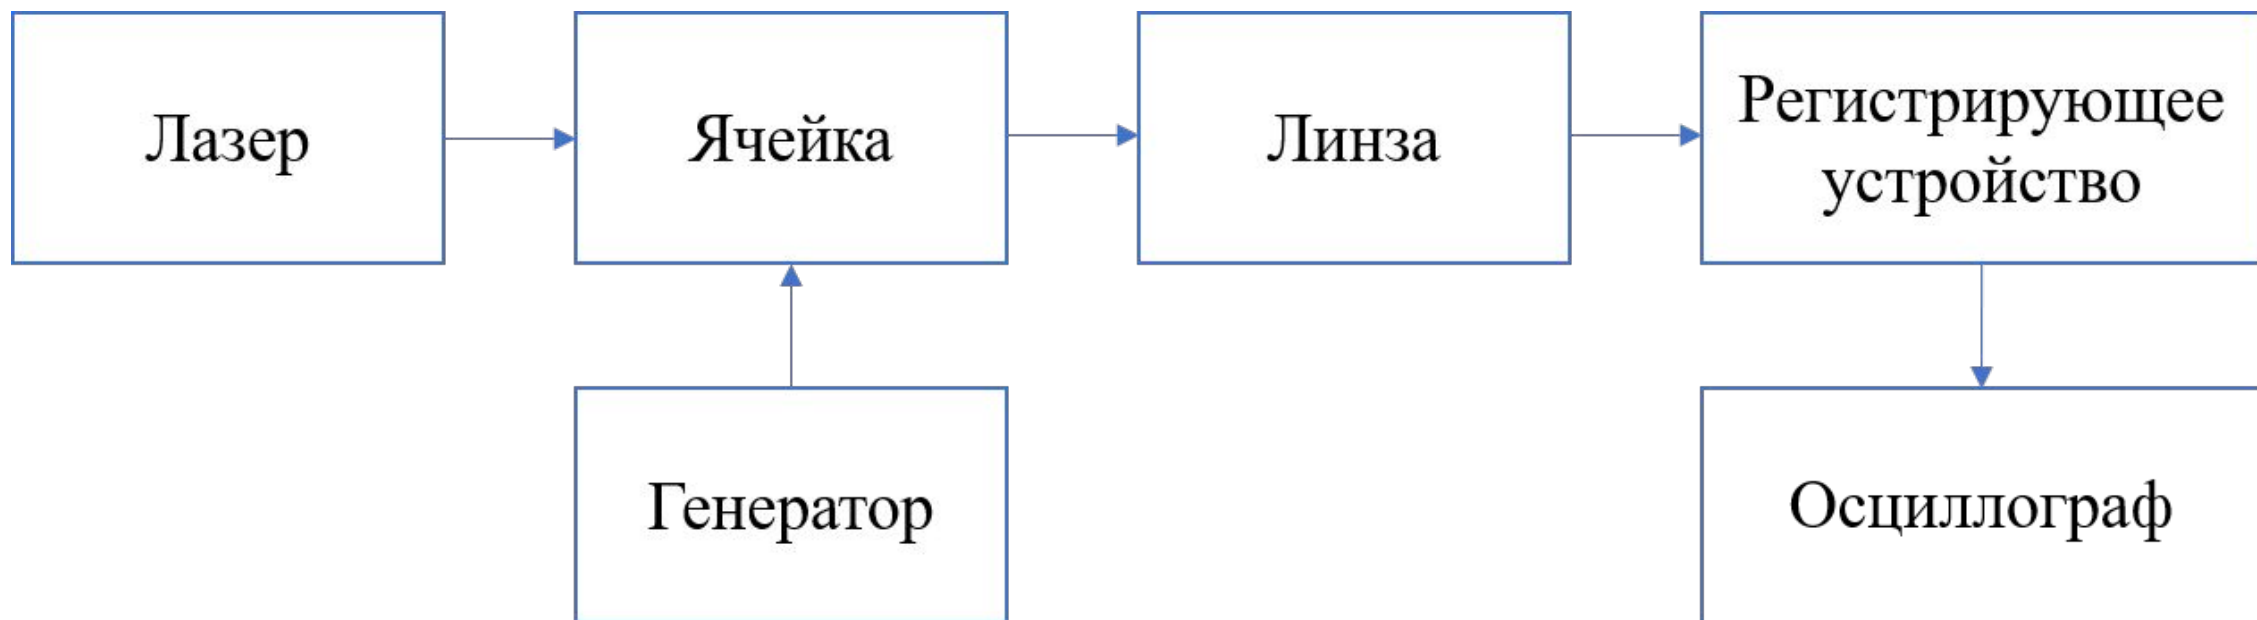 Лазер
Ячейка
Линза
Регистрирующее
устройство
Генератор
Осциллограф